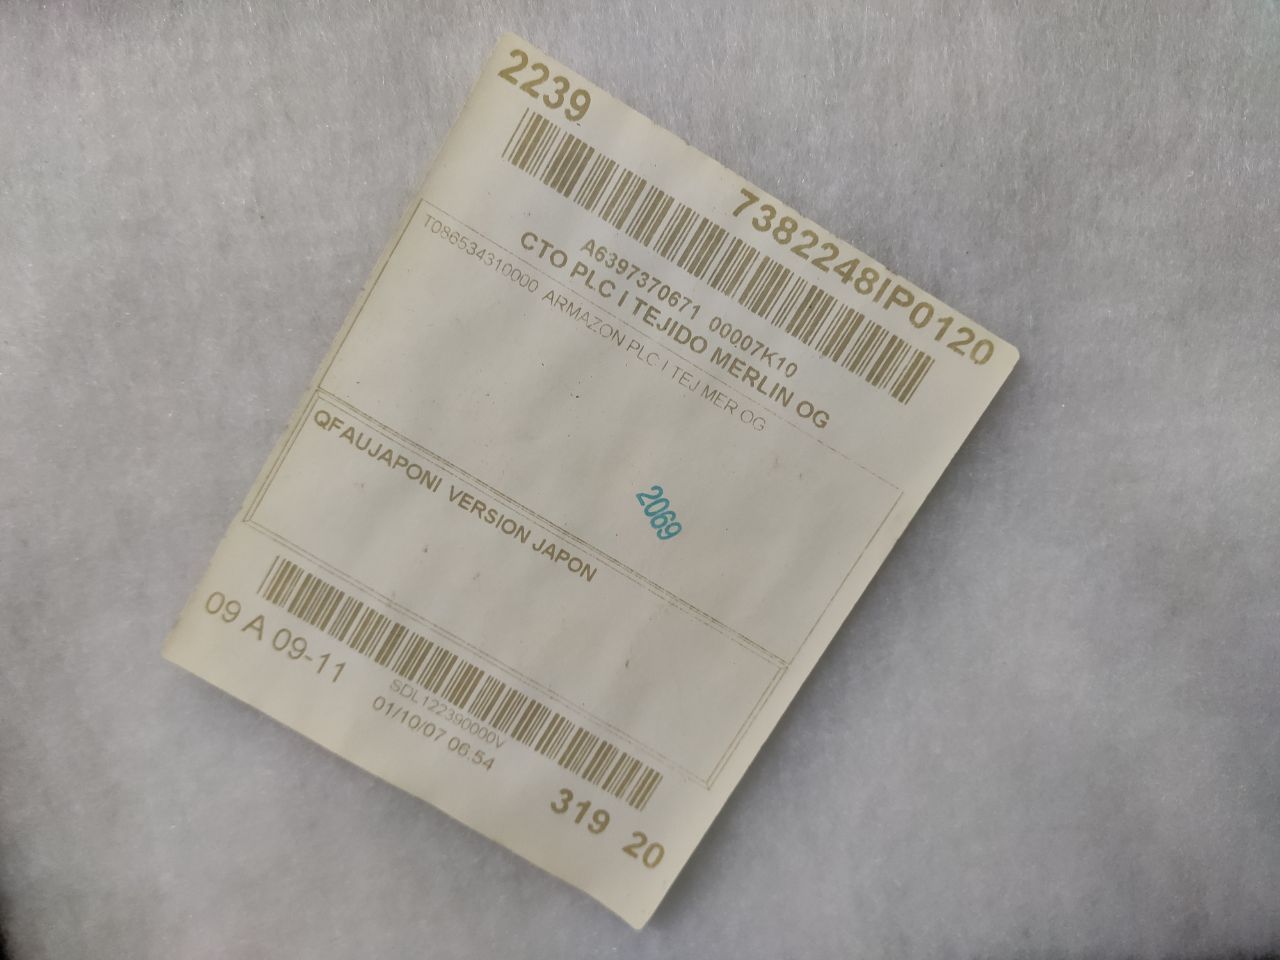 2239
7382248IP0120
A6397370671 00007K10
CTO PLC I TEJIDO MERLIN OG
T086534310000 ARMAZON PLC I TEJ MER OG
2069
QFAUJAPONI VERSION JAPON
09 A 09-11
SDL122390000V
01/10/07 06:54
319 20